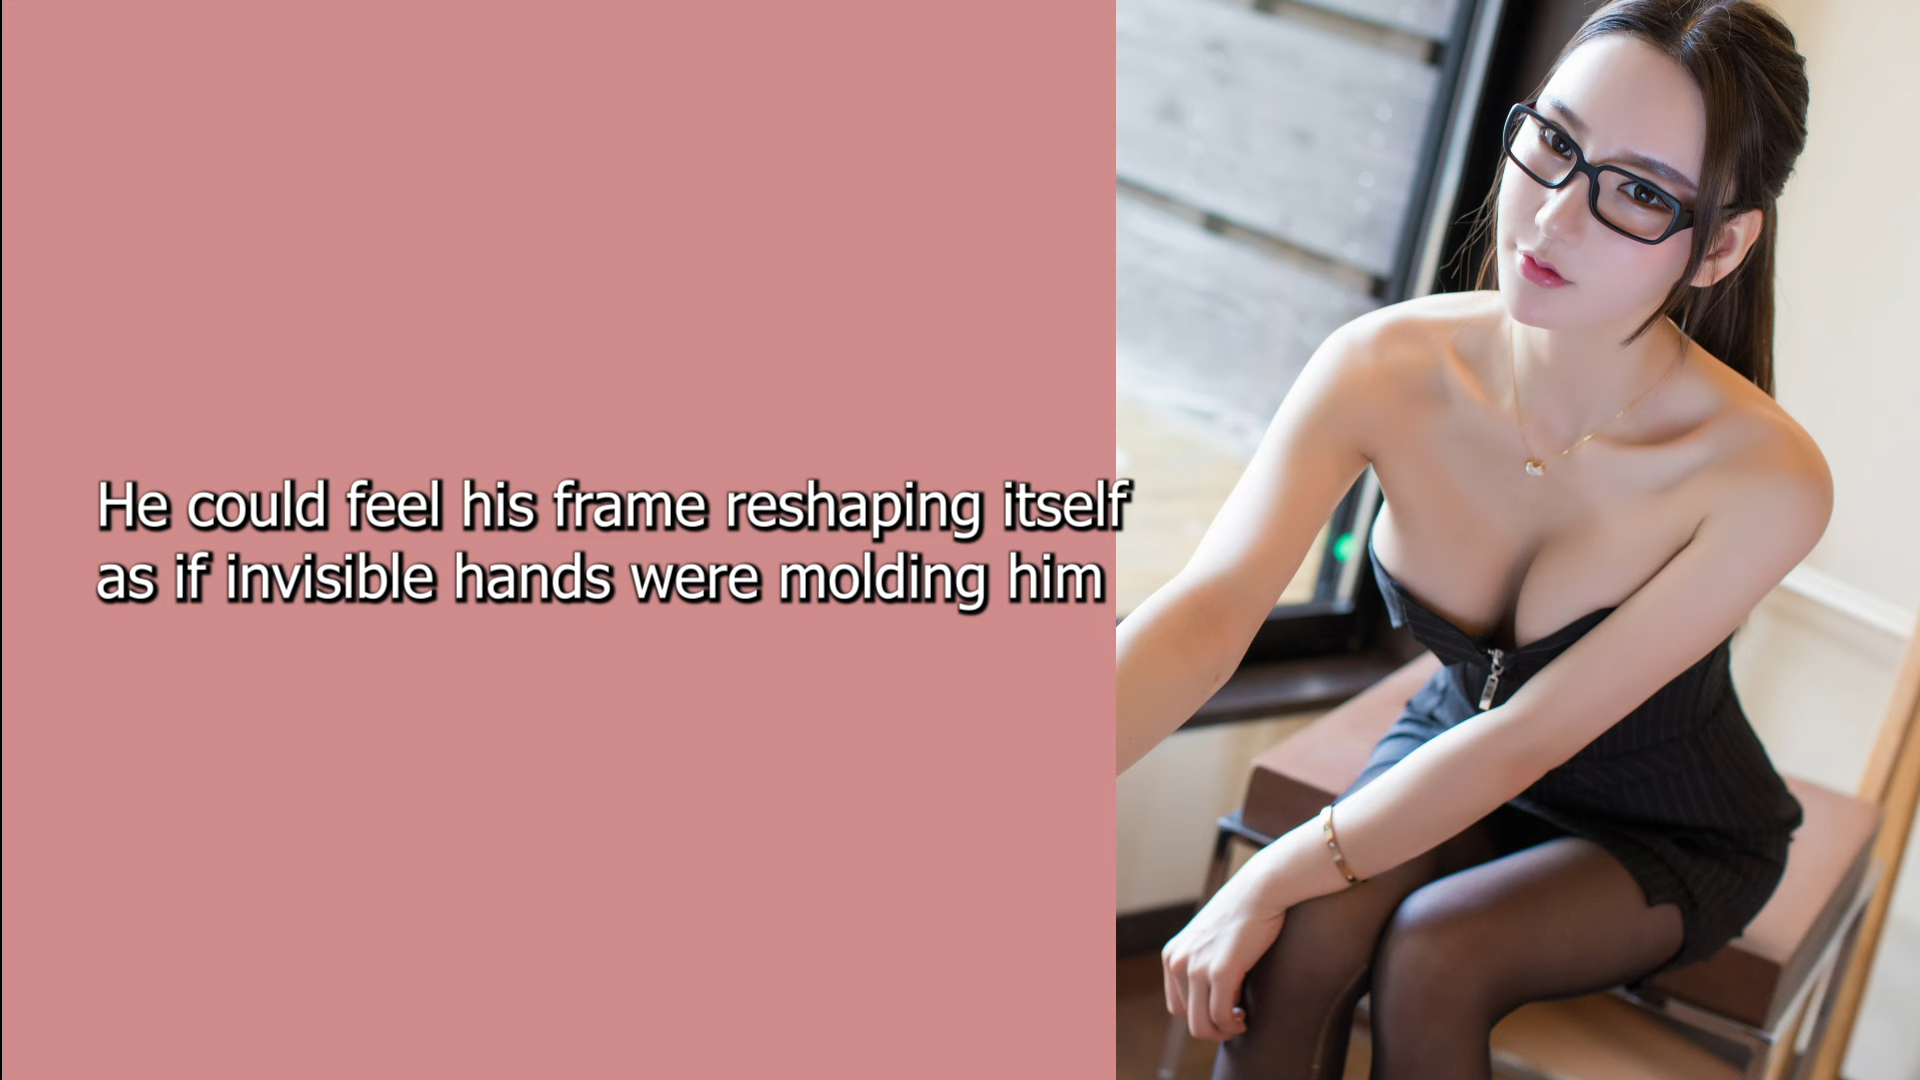 He could feel his frame reshaping itself
as if invisible hands were molding him